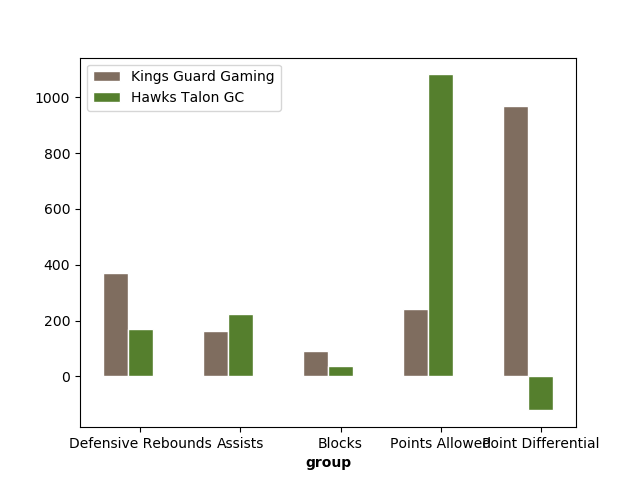 Kings Guard Gaming
Hawks Talon GC
1000
800
600
400
200
0
Defensive Rebounds Assists Blocks Points Allowed Point Differential
group